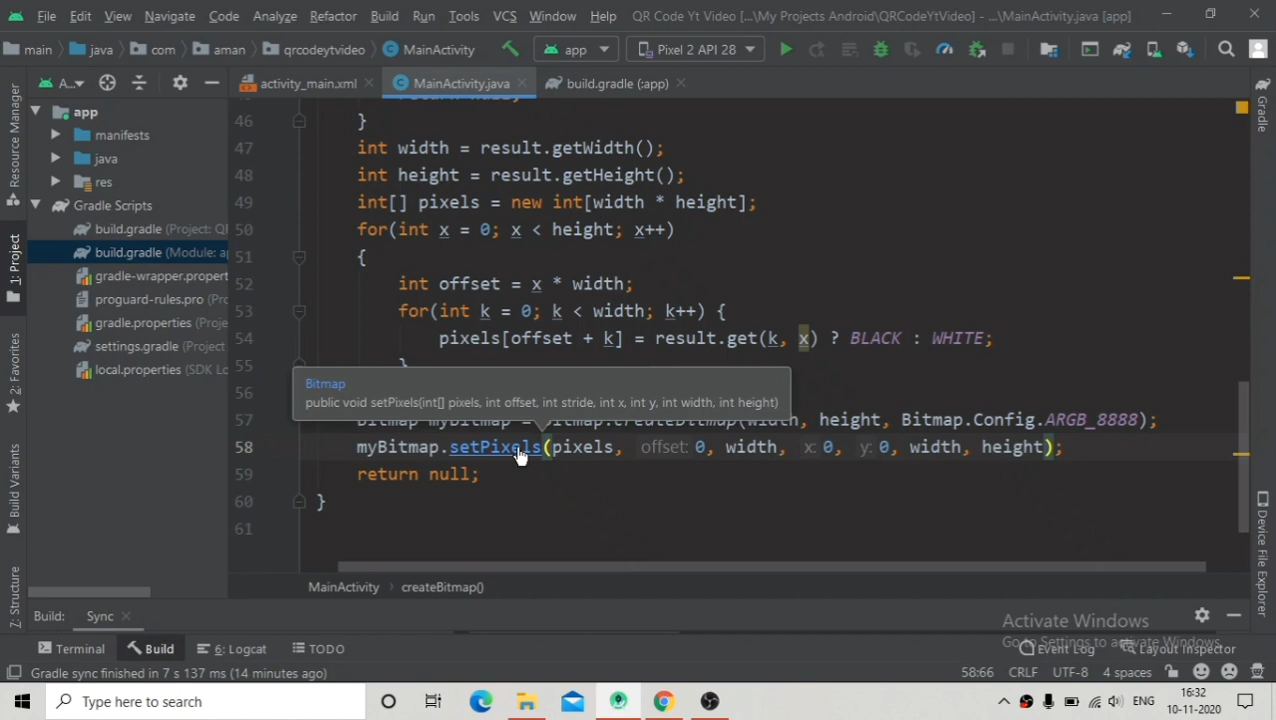 File Edit View Navigate Code Analyze Refactor Build Run Tools VCS Window Help QR Code Yt Video [...\My Projects Android\QRCodeYtVideo] - ...\MainActivity.java [app]
main java com aman qrcodeytvideo MainActivity app Pixel 2 API 28
A... activity_main.xml MainActivity.java build.gradle (:app)
app
manifests
java
res
Gradle Scripts
build.gradle (Project: QR
build.gradle (Module: a
gradle-wrapper.propert
proguard-rules.pro (Pro
gradle.properties (Proje
settings.gradle (Project
local.properties (SDK Lo
Resource Manager
1: Project
2: Favorites
Build Variants
7: Structure
46 }
47 int width = result.getWidth();
48 int height = result.getHeight();
49 int[] pixels = new int[width * height];
50 for(int x = 0; x < height; x++)
51 {
52 int offset = x * width;
53 for(int k = 0; k < width; k++) {
54 pixels[offset + k] = result.get(k, x) ? BLACK : WHITE;
55 }
56
Bitmap
public void setPixels(int[] pixels, int offset, int stride, int x, int y, int width, int height)
57 Bitmap myBitmap = Bitmap.createBitmap(width, height, Bitmap.Config.ARGB_8888);
58 myBitmap.setPixels(pixels, offset: 0, width, x: 0, y: 0, width, height);
59 return null;
60 }
61
Gradle
Device File Explorer
MainActivity createBitmap()
Build: Sync
Activate Windows
Go to Settings to activate Windows.
Terminal Build 6: Logcat TODO Event Log Layout Inspector
Gradle sync finished in 7 s 137 ms (14 minutes ago) 58:66 CRLF UTF-8 4 spaces
Type here to search ENG 16:32
10-11-2020